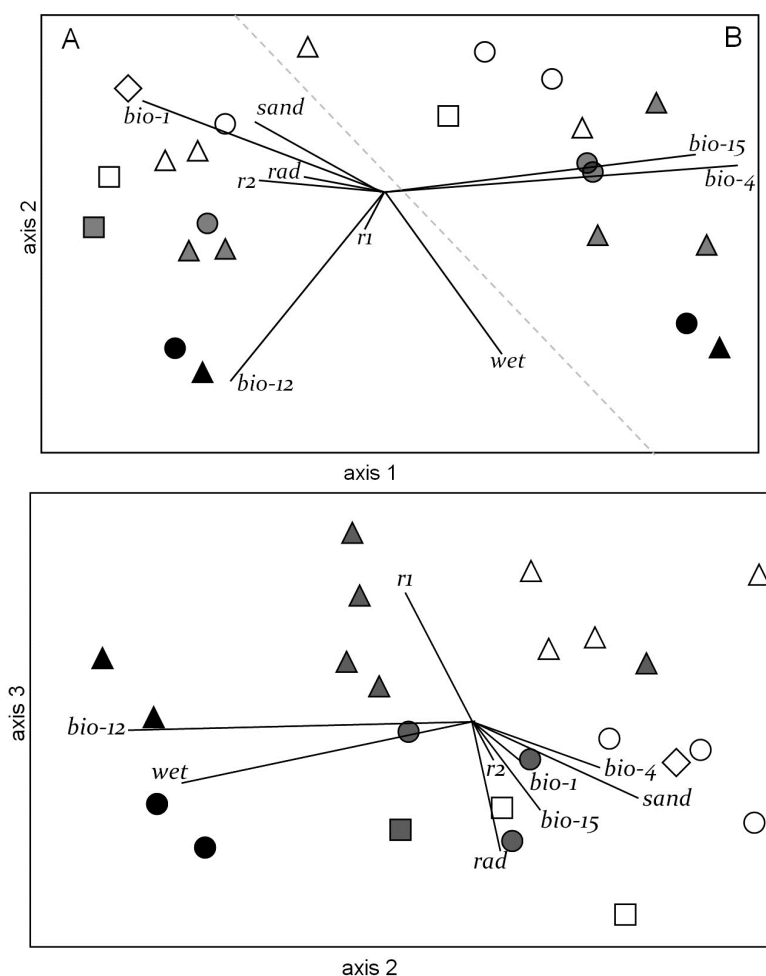 A
B
bio-1
sand
bio-15
r2
rad
bio-4
r1
wet
bio-12
axis 2
axis 1
r1
bio-12
wet
r2
bio-1
bio-4
sand
bio-15
rad
axis 3
axis 2